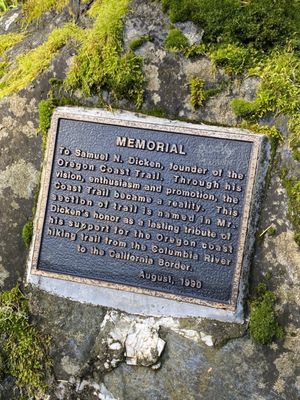 MEMORIAL
To Samuel N. Dicken, founder of the
Oregon Coast Trail. Through his
vision, enthusiasm and promotion, the
Coast Trail became a reality. This
section of trail is named in Mr.
Dicken's honor as a lasting tribute of
his support for the Oregon coast
hiking trail from the Columbia River
to the California Border.
August, 1990